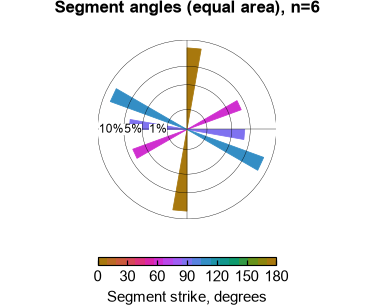 Segment angles (equal area), n=6
10% 5% 1%
0 30 60 90 120 150 180
Segment strike, degrees